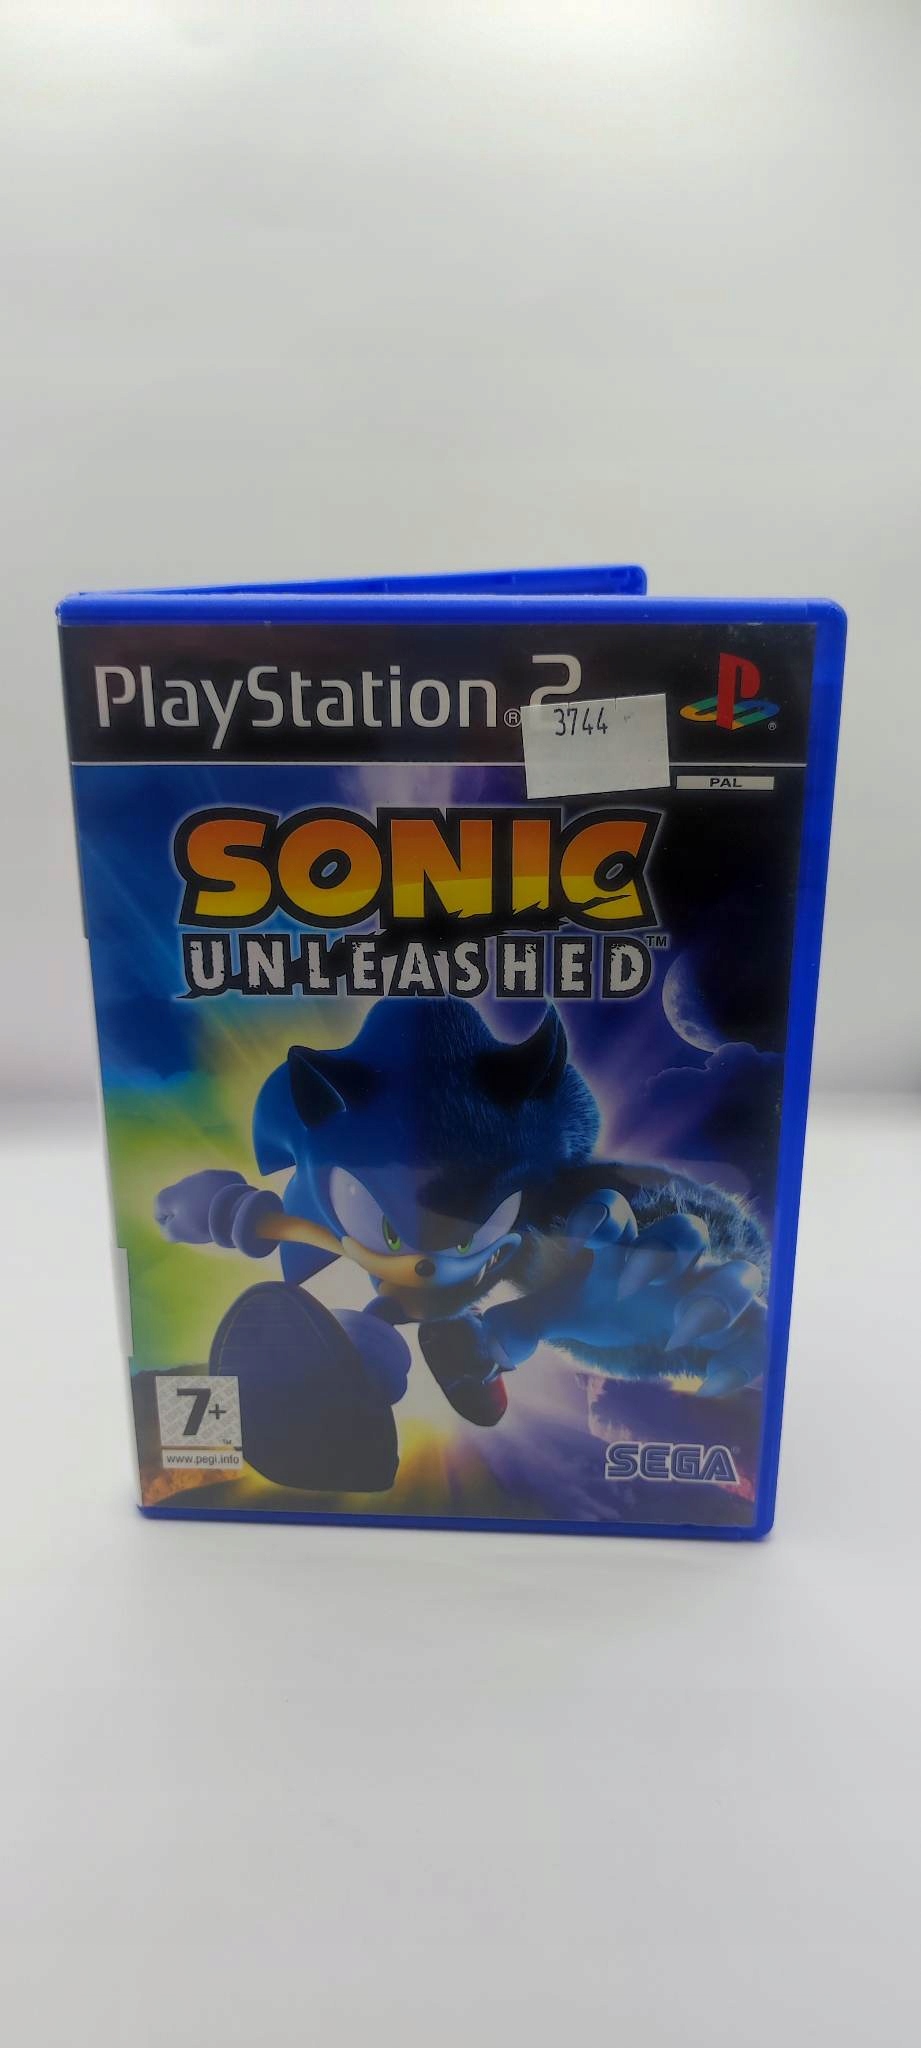 PlayStation®2
3744
PAL
SONIC
UNLEASHED™
7+
www.pegi.info
SEGA®